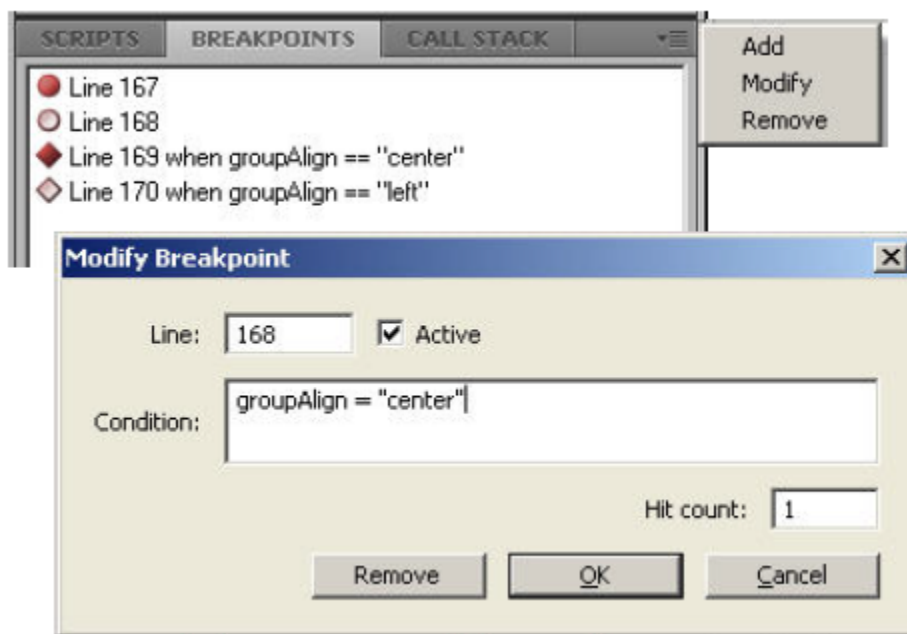 SCRIPTS BREAKPOINTS CALL STACK
Add
Modify
Remove
Line 167
Line 168
Line 169 when groupAlign == "center"
Line 170 when groupAlign == "left"
Modify Breakpoint
Line: 168 Active
Condition: groupAlign = "center"
Hit count: 1
Remove OK Cancel